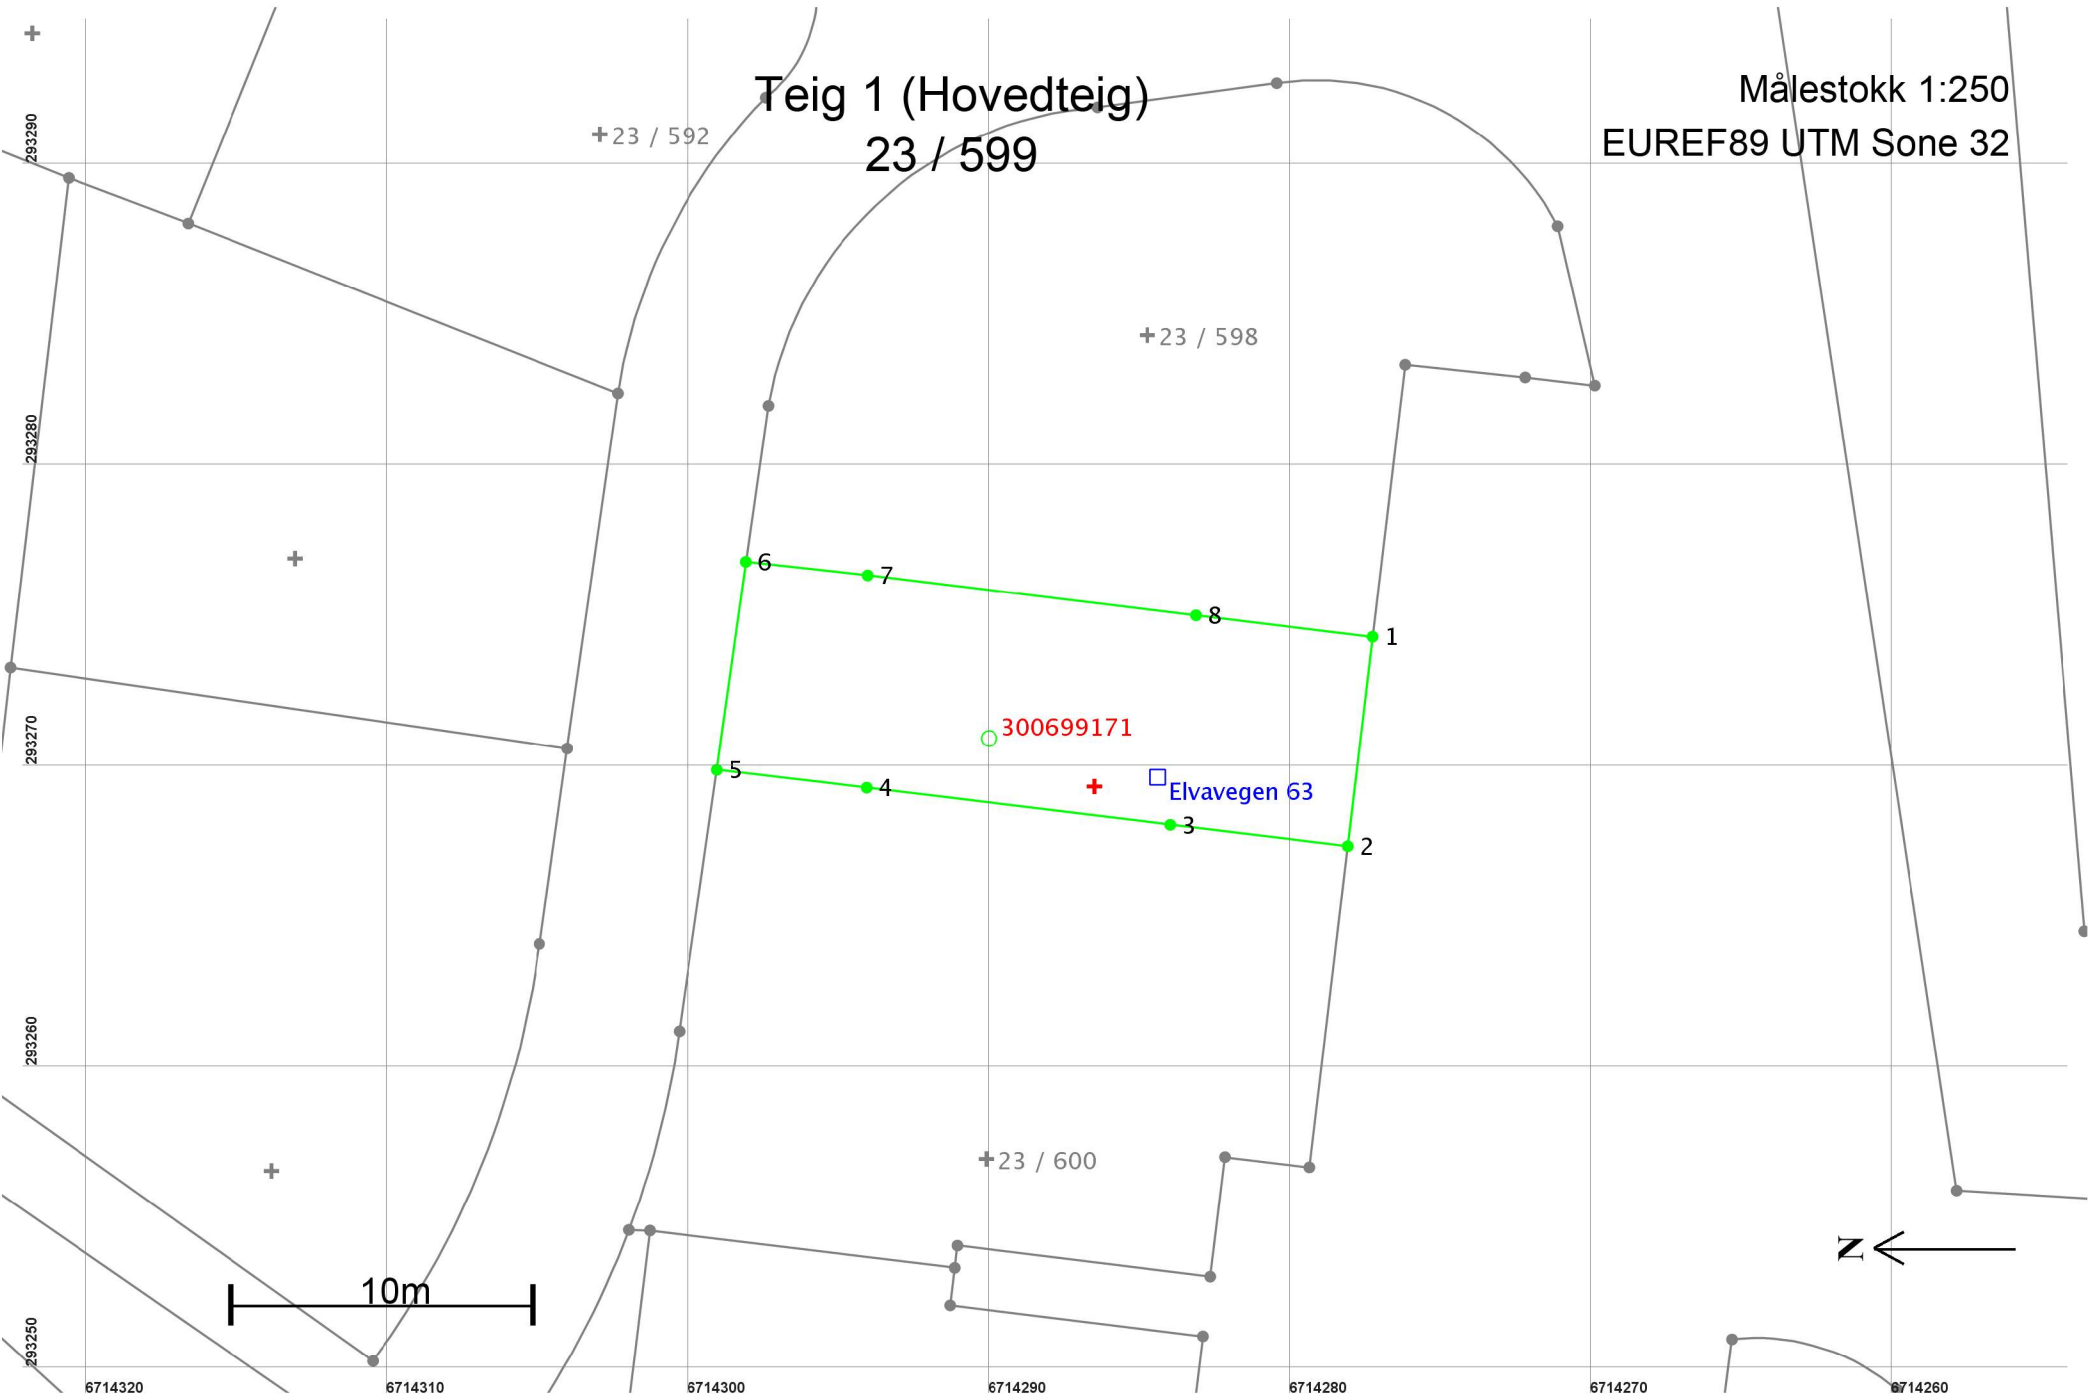 Teig 1 (Hovedteig)
23 / 599
Målestokk 1:250
EUREF89 UTM Sone 32
23 / 592
293290
23 / 598
293280
6
7
8
1
300699171
293270
5
4
Elvavegen 63
3
2
293260
23 / 600
N
10m
293250
6714320
6714310
6714300
6714290
6714280
6714270
6714260